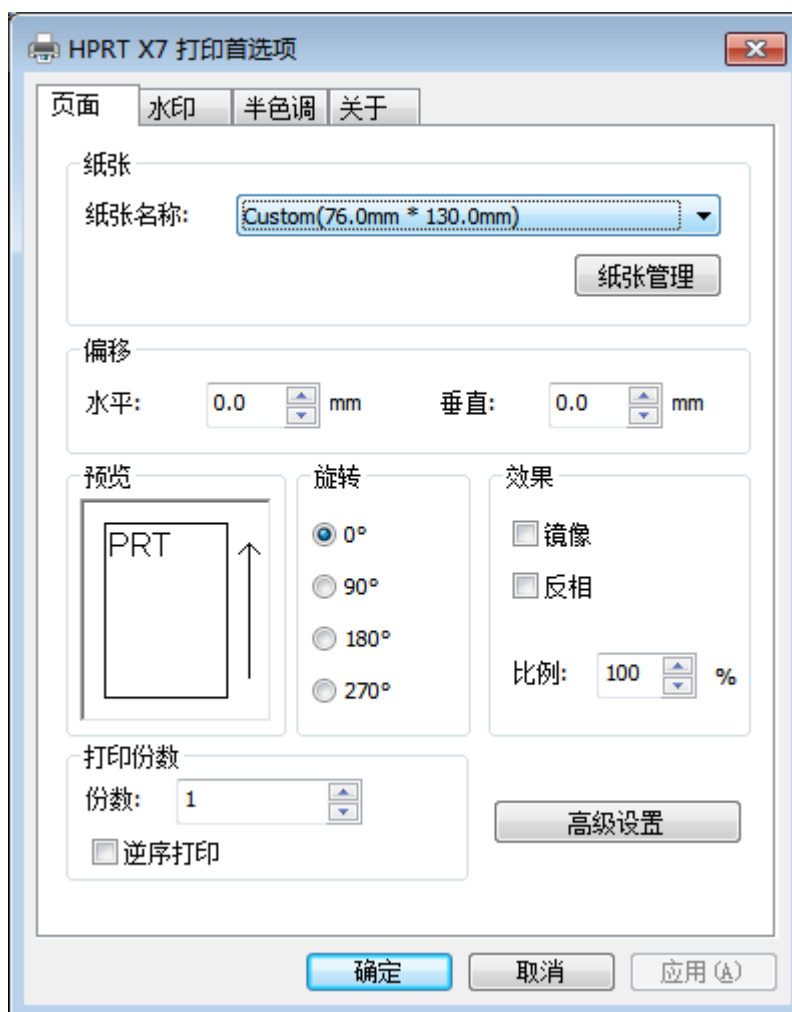 HPRT X7 打印首选项
页面 水印 半色调 关于
纸张
纸张名称: Custom(76.0mm * 130.0mm)
纸张管理
偏移
水平: 0.0 mm 垂直: 0.0 mm
预览 旋转 效果
PRT
0° 镜像
90° 反相
180°
比例: 100 %
270°
打印份数
份数: 1
高级设置
逆序打印
确定 取消 应用(A)